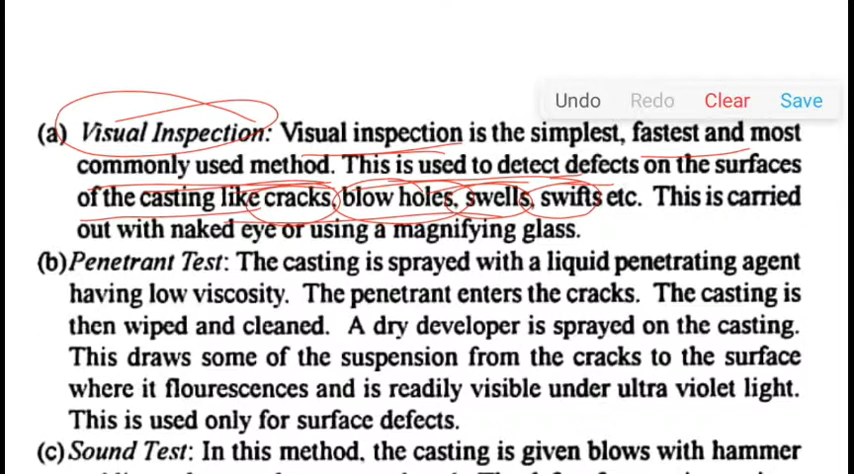 Undo Redo Clear Save
(a) Visual Inspection: Visual inspection is the simplest, fastest and most
commonly used method. This is used to detect defects on the surfaces
of the casting like cracks, blow holes, swells, swifts etc. This is carried
out with naked eye or using a magnifying glass.
(b)Penetrant Test: The casting is sprayed with a liquid penetrating agent
having low viscosity. The penetrant enters the cracks. The casting is
then wiped and cleaned. A dry developer is sprayed on the casting.
This draws some of the suspension from the cracks to the surface
where it flourescences and is readily visible under ultra violet light.
This is used only for surface defects.
(c)Sound Test: In this method, the casting is given blows with hammer